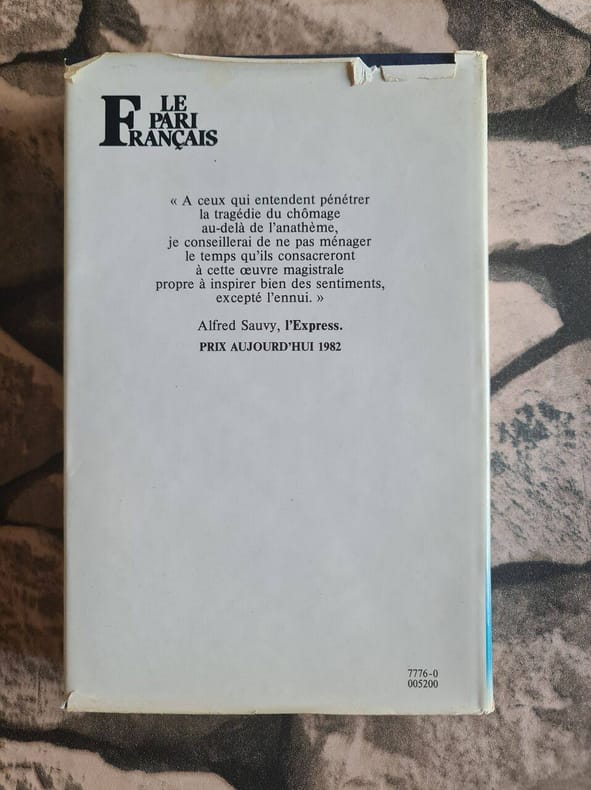 LE
PARI
FRANÇAIS
« A ceux qui entendent pénétrer
la tragédie du chômage
au-delà de l'anathème,
je conseillerai de ne pas ménager
le temps qu'ils consacreront
à cette œuvre magistrale
propre à inspirer bien des sentiments,
excepté l'ennui. »
Alfred Sauvy, l'Express.
PRIX AUJOURD'HUI 1982
7776-0
005200